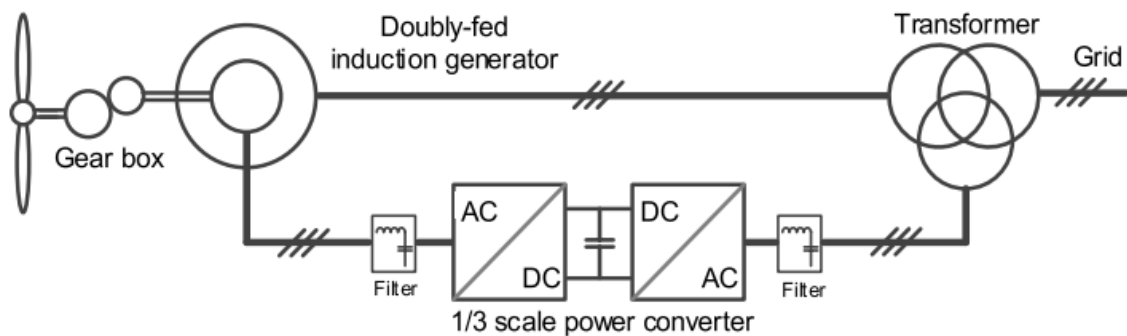 Doubly-fed
induction generator
Transformer
Grid
Gear box
AC
DC
DC
AC
Filter
Filter
1/3 scale power converter